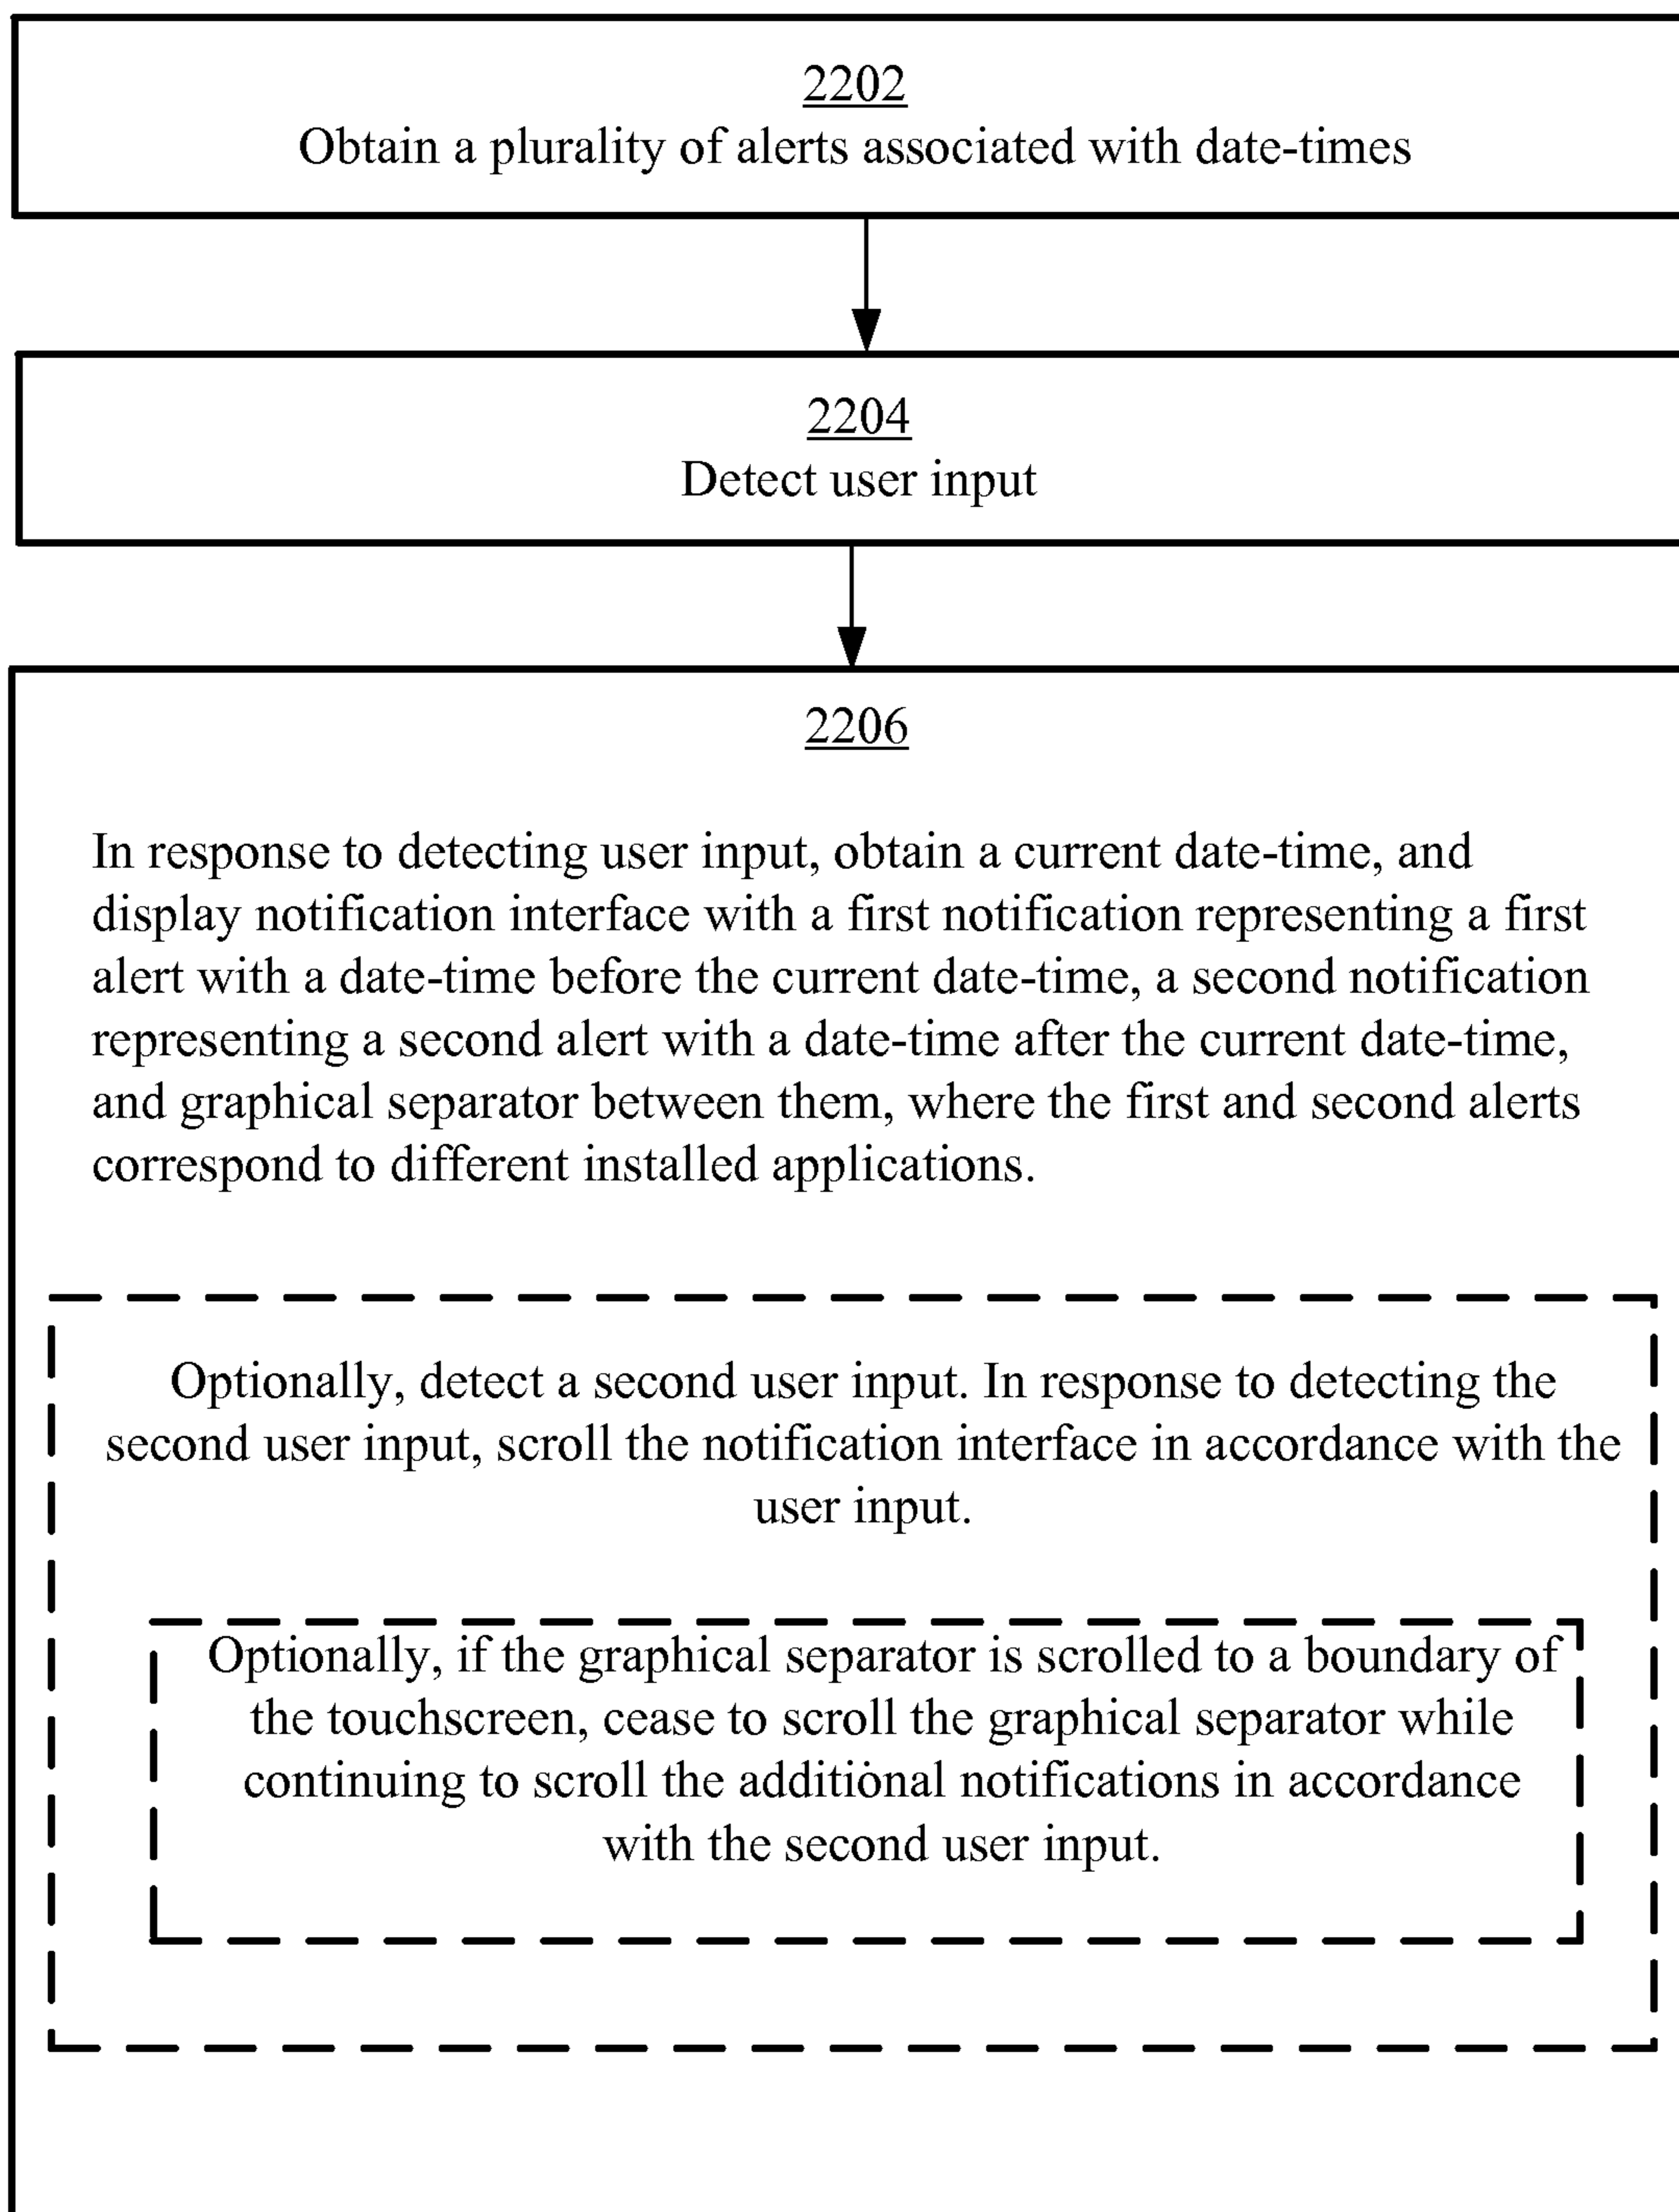 2202
Obtain a plurality of alerts associated with date-times
2204
Detect user input
2206
In response to detecting user input, obtain a current date-time, and
display notification interface with a first notification representing a first
alert with a date-time before the current date-time, a second notification
representing a second alert with a date-time after the current date-time,
and graphical separator between them, where the first and second alerts
correspond to different installed applications.
Optionally, detect a second user input. In response to detecting the
second user input, scroll the notification interface in accordance with the
user input.
Optionally, if the graphical separator is scrolled to a boundary of
the touchscreen, cease to scroll the graphical separator while
continuing to scroll the additional notifications in accordance
with the second user input.